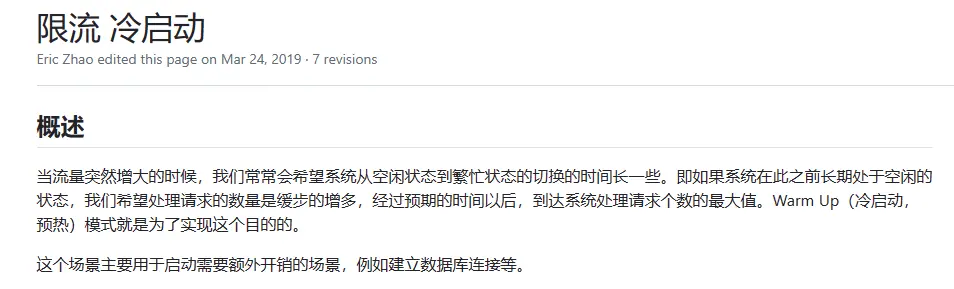 限流 冷启动
Eric Zhao edited this page on Mar 24, 2019 · 7 revisions
概述
当流量突然增大的时候，我们常常会希望系统从空闲状态到繁忙状态的切换的时间长一些。即如果系统在此之前长期处于空闲的
状态，我们希望处理请求的数量是缓步的增多，经过预期的时间以后，到达系统处理请求个数的最大值。Warm Up（冷启动，
预热）模式就是为了实现这个目的的。
这个场景主要用于启动需要额外开销的场景，例如建立数据库连接等。